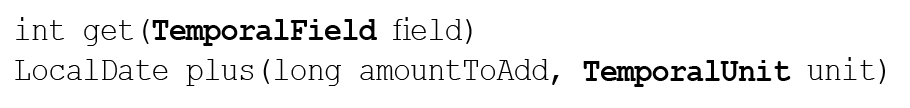 int get(TemporalField field)
LocalDate plus(long amountToAdd, TemporalUnit unit)